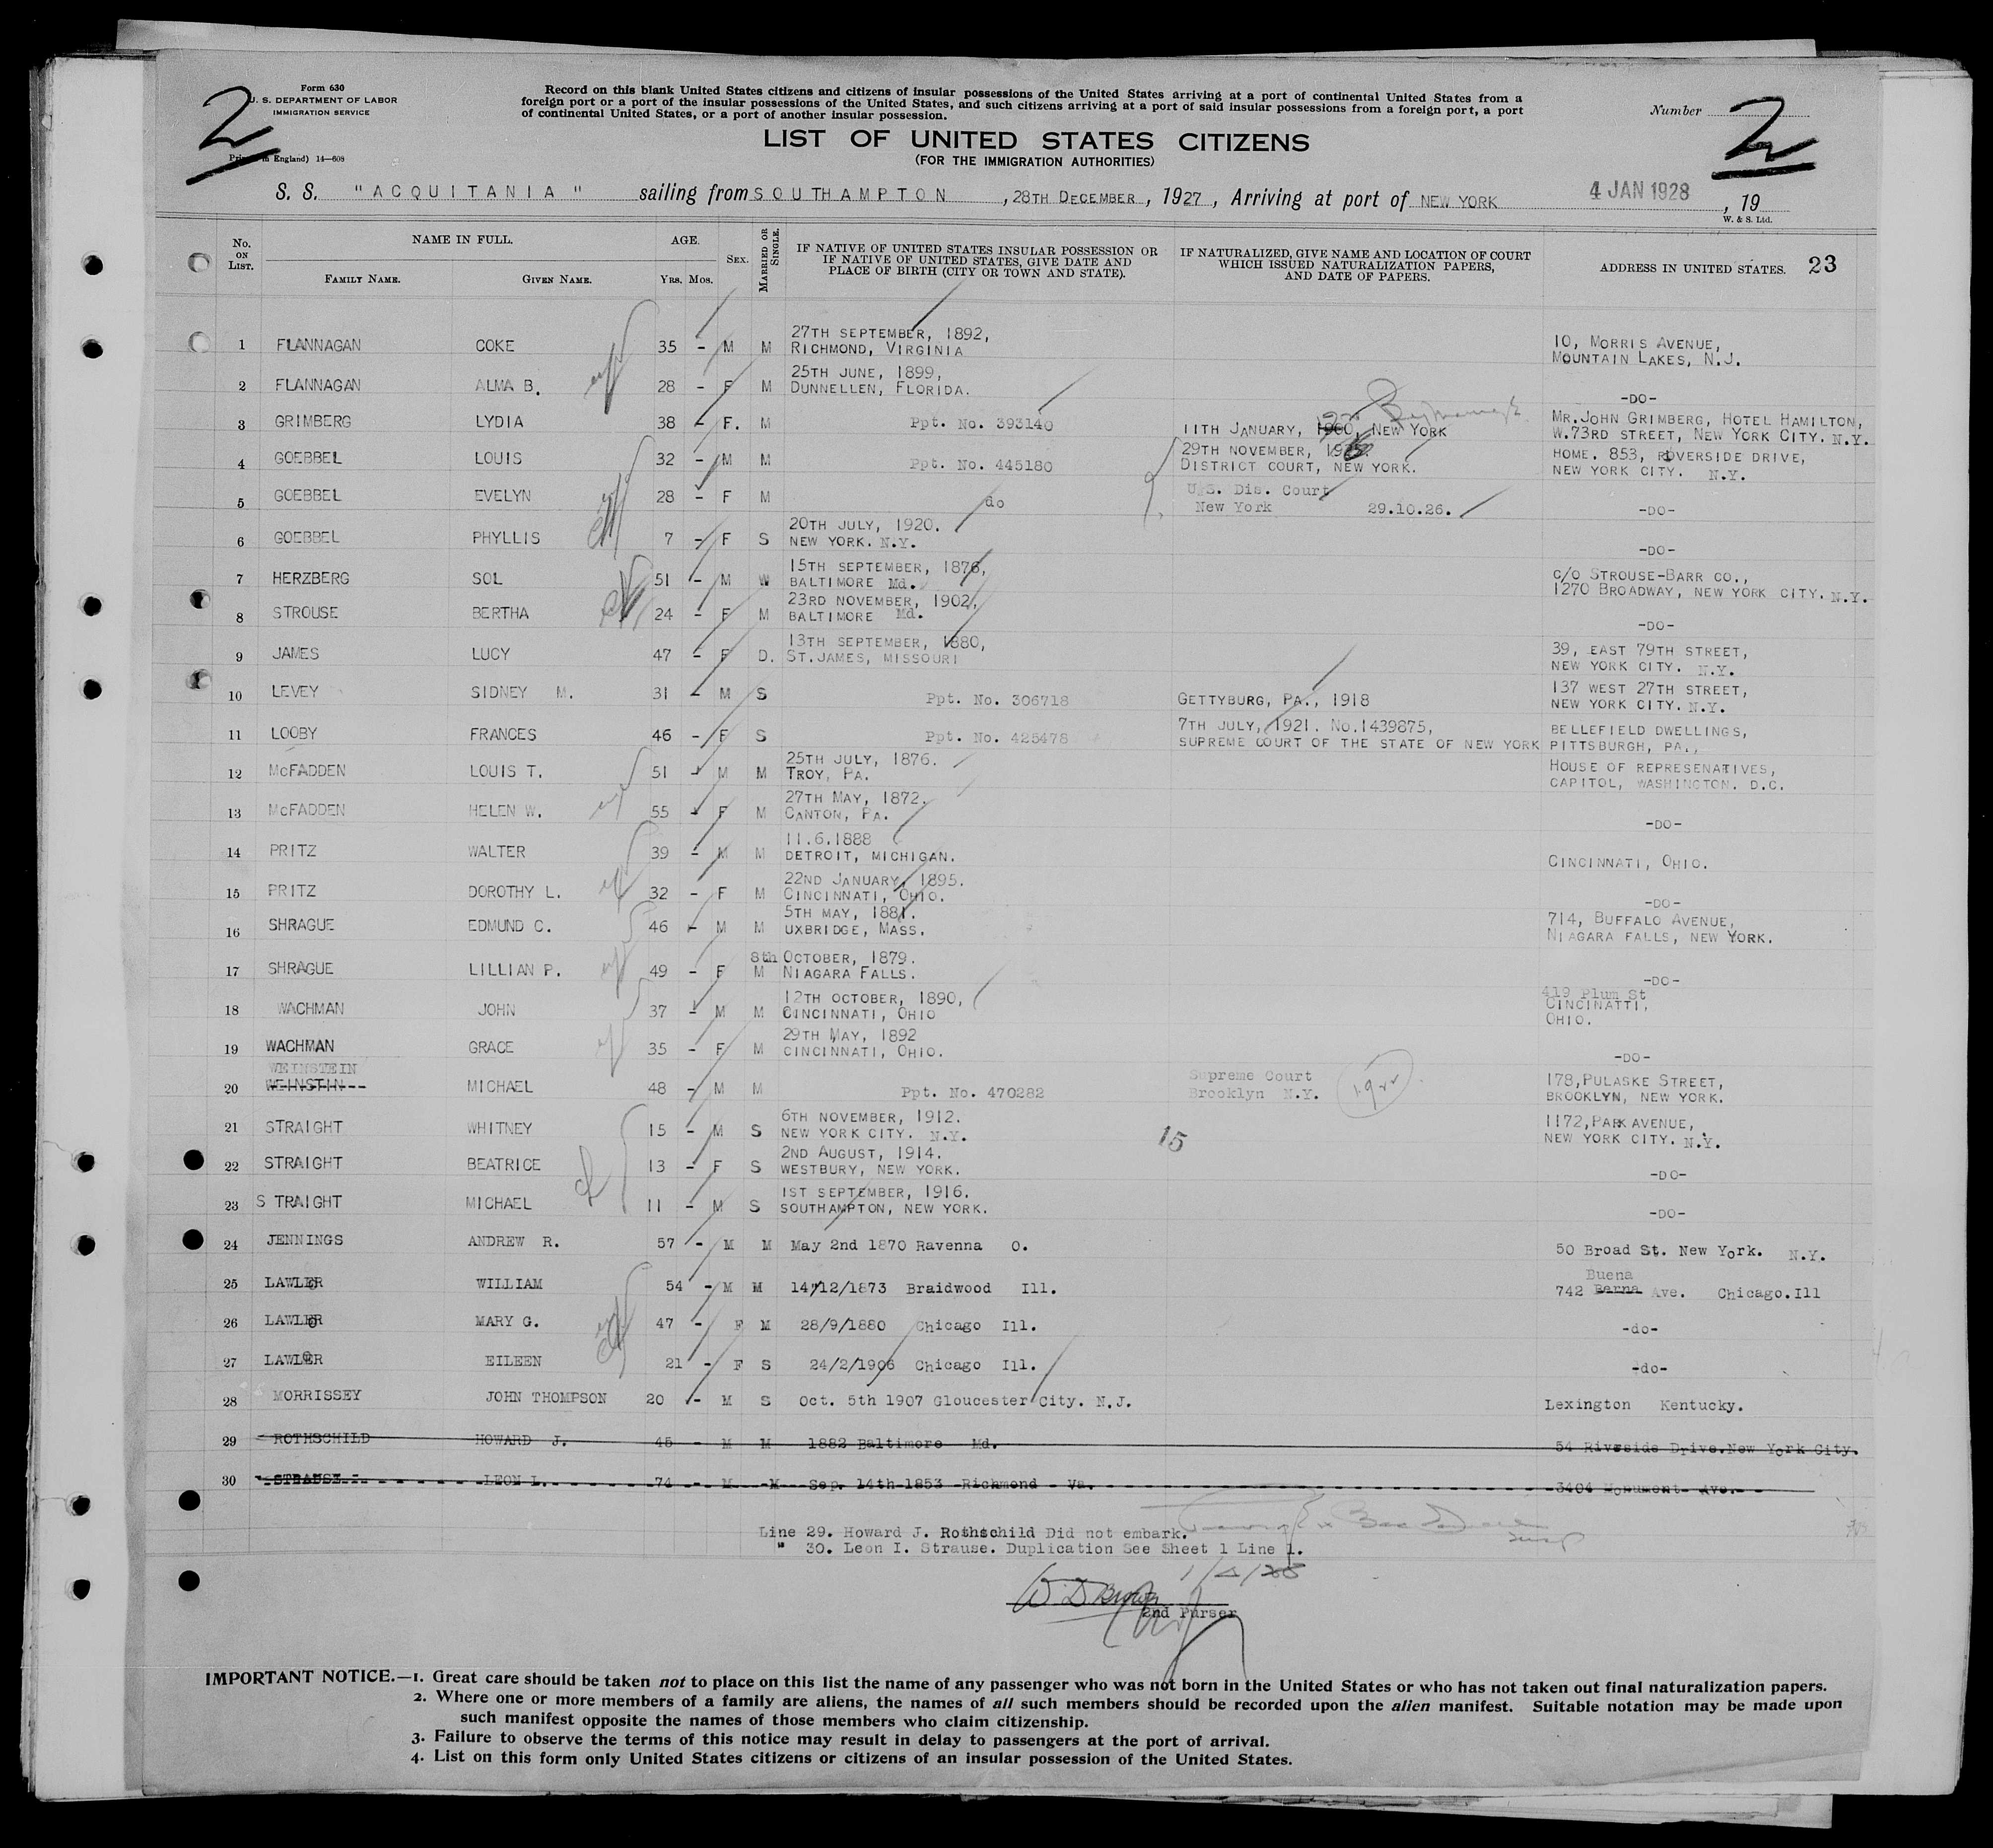 2
Form 630
U. S. DEPARTMENT OF LABOR
IMMIGRATION SERVICE
in England) 14—608
Record on this blank United States citizens and citizens of insular possessions of the United States arriving at a port of continental United States from a
foreign port or a port of the insular possessions of the United States, and such citizens arriving at a port of said insular possessions from a foreign port, a port
of continental United States, or a port of another insular possession.
Number
2
LIST OF UNITED STATES CITIZENS
(FOR THE IMMIGRATION AUTHORITIES)
S. S. "ACQUITANIA" sailing from SOUTHAMPTON, 28TH DECEMBER, 1927, Arriving at port of NEW YORK 4 JAN 1928, 19
W. & S. Ltd.
No. ON LIST. NAME IN FULL. FAMILY NAME. GIVEN NAME. AGE. YRS. MOS. SEX. MARRIED OR SINGLE.
IF NATIVE OF UNITED STATES INSULAR POSSESSION OR
IF NATIVE OF UNITED STATES, GIVE DATE AND
PLACE OF BIRTH (CITY OR TOWN AND STATE).
IF NATURALIZED, GIVE NAME AND LOCATION OF COURT
WHICH ISSUED NATURALIZATION PAPERS,
AND DATE OF PAPERS.
ADDRESS IN UNITED STATES. 23
1 FLANNAGAN COKE 35 - M M 27TH SEPTEMBER, 1892, 10, MORRIS AVENUE,
RICHMOND, VIRGINIA MOUNTAIN LAKES, N.J.
2 FLANNAGAN ALMA B. 28 - F M 25TH JUNE, 1899,
DUNNELLEN, FLORIDA. -DO-
3 GRIMBERG LYDIA 38 - F. M Ppt. No. 393140 11TH JANUARY, NEW YORK MR.JOHN GRIMBERG, HOTEL HAMILTON,
W.73RD STREET, NEW YORK CITY. N.Y.
4 GOEBBEL LOUIS 32 - M M Ppt. No. 445180 29TH NOVEMBER, HOME. 853, RIVERSIDE DRIVE,
DISTRICT COURT, NEW YORK. NEW YORK CITY. N.Y.
5 GOEBBEL EVELYN 28 - F M do U.S. Dis. Court
New York 29.10.26. -DO-
6 GOEBBEL PHYLLIS 7 - F S 20TH JULY, 1920.
NEW YORK. N.Y. -DO-
7 HERZBERG SOL 51 - M W 15TH SEPTEMBER, 1876, C/O STROUSE-BARR CO.,
BALTIMORE Md. 1270 BROADWAY, NEW YORK CITY. N.Y.
8 STROUSE BERTHA 24 - F M 23RD NOVEMBER, 1902,
BALTIMORE Md. -DO-
9 JAMES LUCY 47 - F D. 13TH SEPTEMBER, 1880, 39, EAST 79TH STREET,
ST.JAMES, MISSOURI NEW YORK CITY. N.Y.
10 LEVEY SIDNEY M. 31 - M S Ppt. No. 306718 GETTYBURG, PA., 1918 137 WEST 27TH STREET,
NEW YORK CITY. N.Y.
11 LOOBY FRANCES 46 - F S Ppt. No. 425478 7TH JULY, 1921. No.1439875, BELLEFIELD DWELLINGS,
SUPREME COURT OF THE STATE OF NEW YORK PITTSBURGH, PA.,
12 McFADDEN LOUIS T. 51 - M M 25TH JULY, 1876. HOUSE OF REPRESENATIVES,
TROY, PA. CAPITOL, WASHINGTON. D.C.
13 McFADDEN HELEN W. 55 - F M 27TH MAY, 1872.
CANTON, PA. -DO-
14 PRITZ WALTER 39 - M M 11.6.1888
DETROIT, MICHIGAN. CINCINNATI, OHIO.
15 PRITZ DOROTHY L. 32 - F M 22ND JANUARY, 1895.
CINCINNATI, OHIO. -DO-
16 SHRAGUE EDMUND C. 46 - M M 5TH MAY, 1881. 714, BUFFALO AVENUE,
UXBRIDGE, MASS. NIAGARA FALLS, NEW YORK.
17 SHRAGUE LILLIAN P. 49 - F M 8th OCTOBER, 1879.
NIAGARA FALLS. -DO-
18 WACHMAN JOHN 37 - M M 12TH OCTOBER, 1890, 419 Plum St
CINCINNATI, OHIO CINCINATTI,
OHIO.
19 WACHMAN GRACE 35 - F M 29TH MAY, 1892
CINCINNATI, OHIO. -DO-
WEINSTEIN
20 WEINSTIN MICHAEL 48 - M M Ppt. No. 470282 Supreme Court 178,PULASKE STREET,
Brooklyn N.Y. 1922 BROOKLYN, NEW YORK.
21 STRAIGHT WHITNEY 15 - M S 6TH NOVEMBER, 1912. 1172,PARK AVENUE,
NEW YORK CITY. N.Y. 15 NEW YORK CITY. N.Y.
22 STRAIGHT BEATRICE 13 - F S 2ND AUGUST, 1914.
WESTBURY, NEW YORK. -DO-
23 S TRAIGHT MICHAEL 11 - M S 1ST SEPTEMBER, 1916.
SOUTHAMPTON, NEW YORK. -DO-
24 JENNINGS ANDREW R. 57 - M M May 2nd 1870 Ravenna O. 50 Broad St. New York. N.Y.
25 LAWLOR WILLIAM 54 - M M 14/12/1873 Braidwood Ill. Buena
742 Berna Ave. Chicago.Ill
26 LAWLOR MARY G. 47 - F M 28/9/1880 Chicago Ill. -do-
27 LAWLOR EILEEN 21 - F S 24/2/1906 Chicago Ill. -do-
28 MORRISSEY JOHN THOMPSON 20 - M S Oct. 5th 1907 Gloucester City. N.J. Lexington Kentucky.
29 ROTHSCHILD HOWARD J. 45 - M M 1882 Baltimore Md. 54 Riverside Drive.New York City.
30 STRAUSE LEON I. 74 - M M Sep. 14th 1853 Richmond Va. 3404 Monument Ave.
Line 29. Howard J. Rothschild Did not embark.
" 30. Leon I. Strause. Duplication See Sheet 1 Line 1.
1/4/28
2nd Purser
IMPORTANT NOTICE.—1. Great care should be taken not to place on this list the name of any passenger who was not born in the United States or who has not taken out final naturalization papers.
2. Where one or more members of a family are aliens, the names of all such members should be recorded upon the alien manifest. Suitable notation may be made upon
such manifest opposite the names of those members who claim citizenship.
3. Failure to observe the terms of this notice may result in delay to passengers at the port of arrival.
4. List on this form only United States citizens or citizens of an insular possession of the United States.